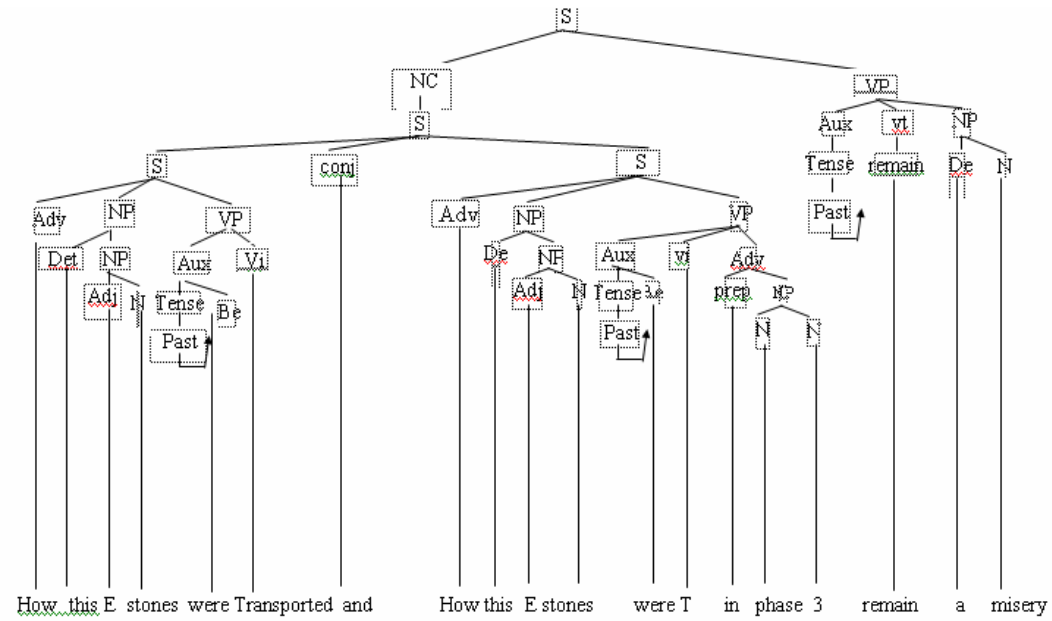 S
NC VP
S Aux vt NP
S conj S Tense remain De N
Adv NP VP Adv NP VP Past
Det NP Aux Vi De NP Aux vi Adv
Adj N Tense Be Adj N Tense Be prep NP
Past Past N N
How this E stones were Transported and How this E stones were T in phase 3 remain a misery